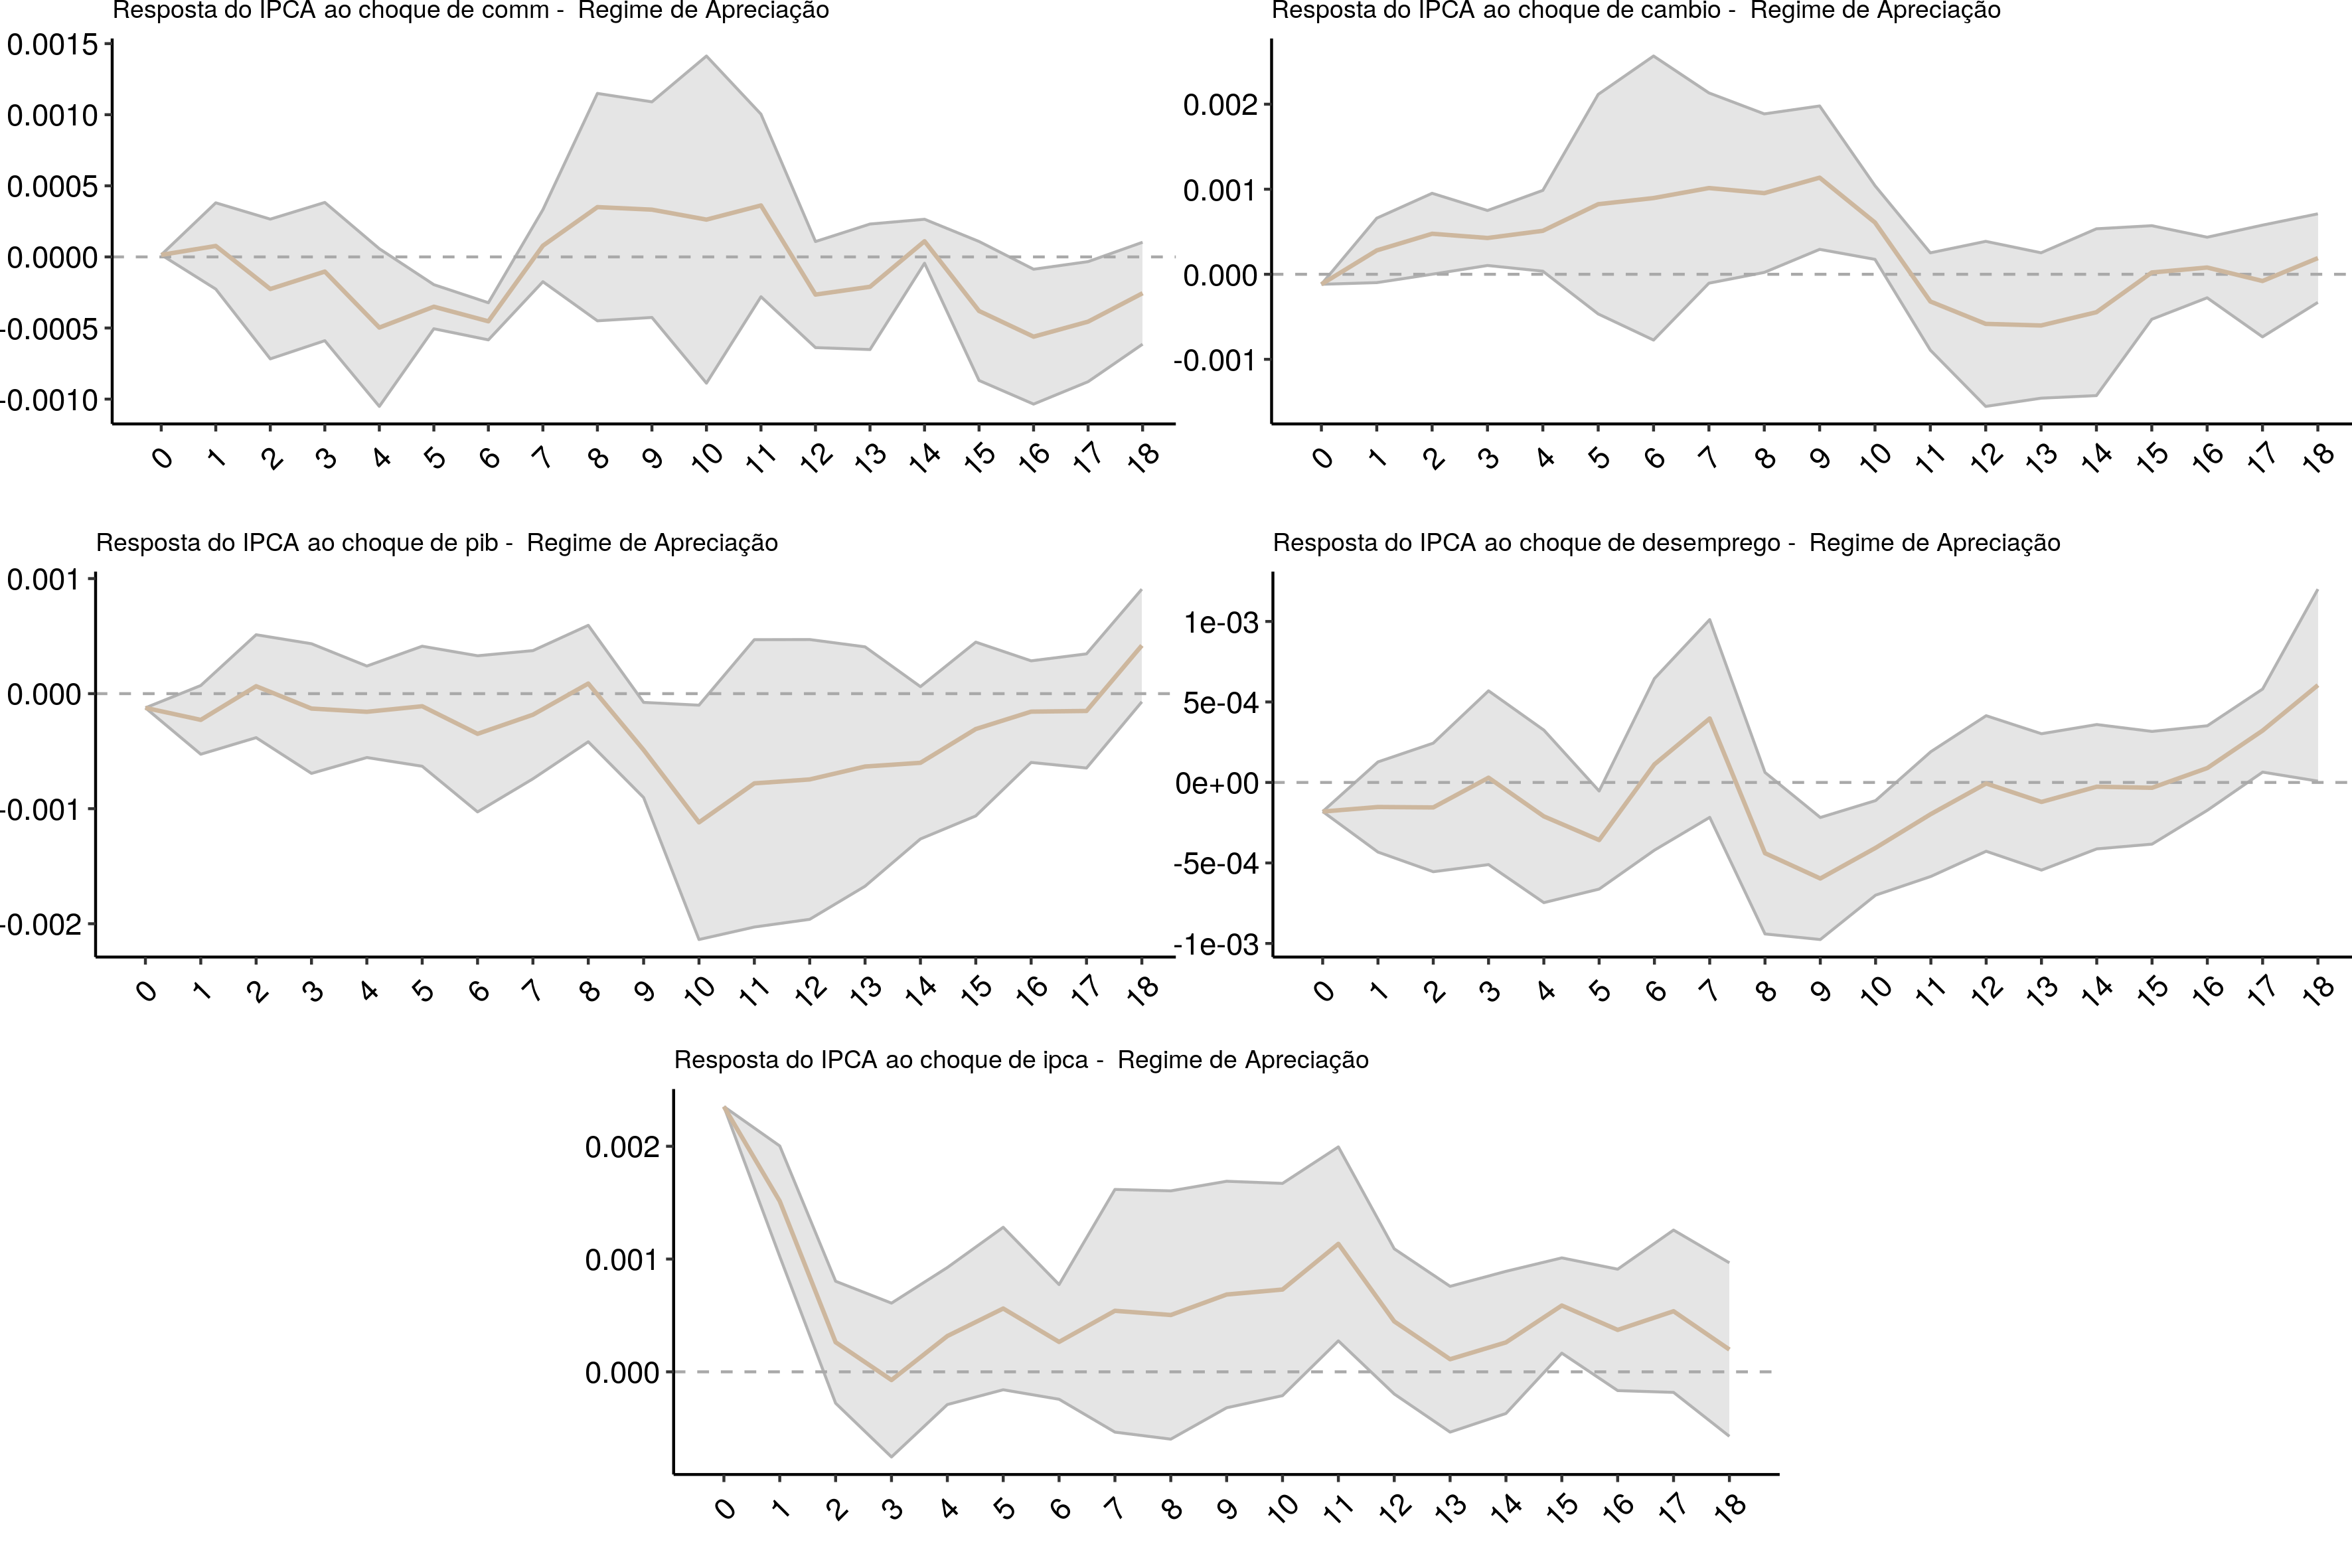 Resposta do IPCA ao choque de comm - Regime de Apreciação
0.0015
0.0010
0.0005
0.0000
-0.0005
-0.0010
0 1 2 3 4 5 6 7 8 9 10 11 12 13 14 15 16 17 18
Resposta do IPCA ao choque de cambio - Regime de Apreciação
0.002
0.001
0.000
-0.001
0 1 2 3 4 5 6 7 8 9 10 11 12 13 14 15 16 17 18
Resposta do IPCA ao choque de pib - Regime de Apreciação
0.001
0.000
-0.001
-0.002
0 1 2 3 4 5 6 7 8 9 10 11 12 13 14 15 16 17 18
Resposta do IPCA ao choque de desemprego - Regime de Apreciação
1e-03
5e-04
0e+00
-5e-04
-1e-03
0 1 2 3 4 5 6 7 8 9 10 11 12 13 14 15 16 17 18
Resposta do IPCA ao choque de ipca - Regime de Apreciação
0.002
0.001
0.000
0 1 2 3 4 5 6 7 8 9 10 11 12 13 14 15 16 17 18